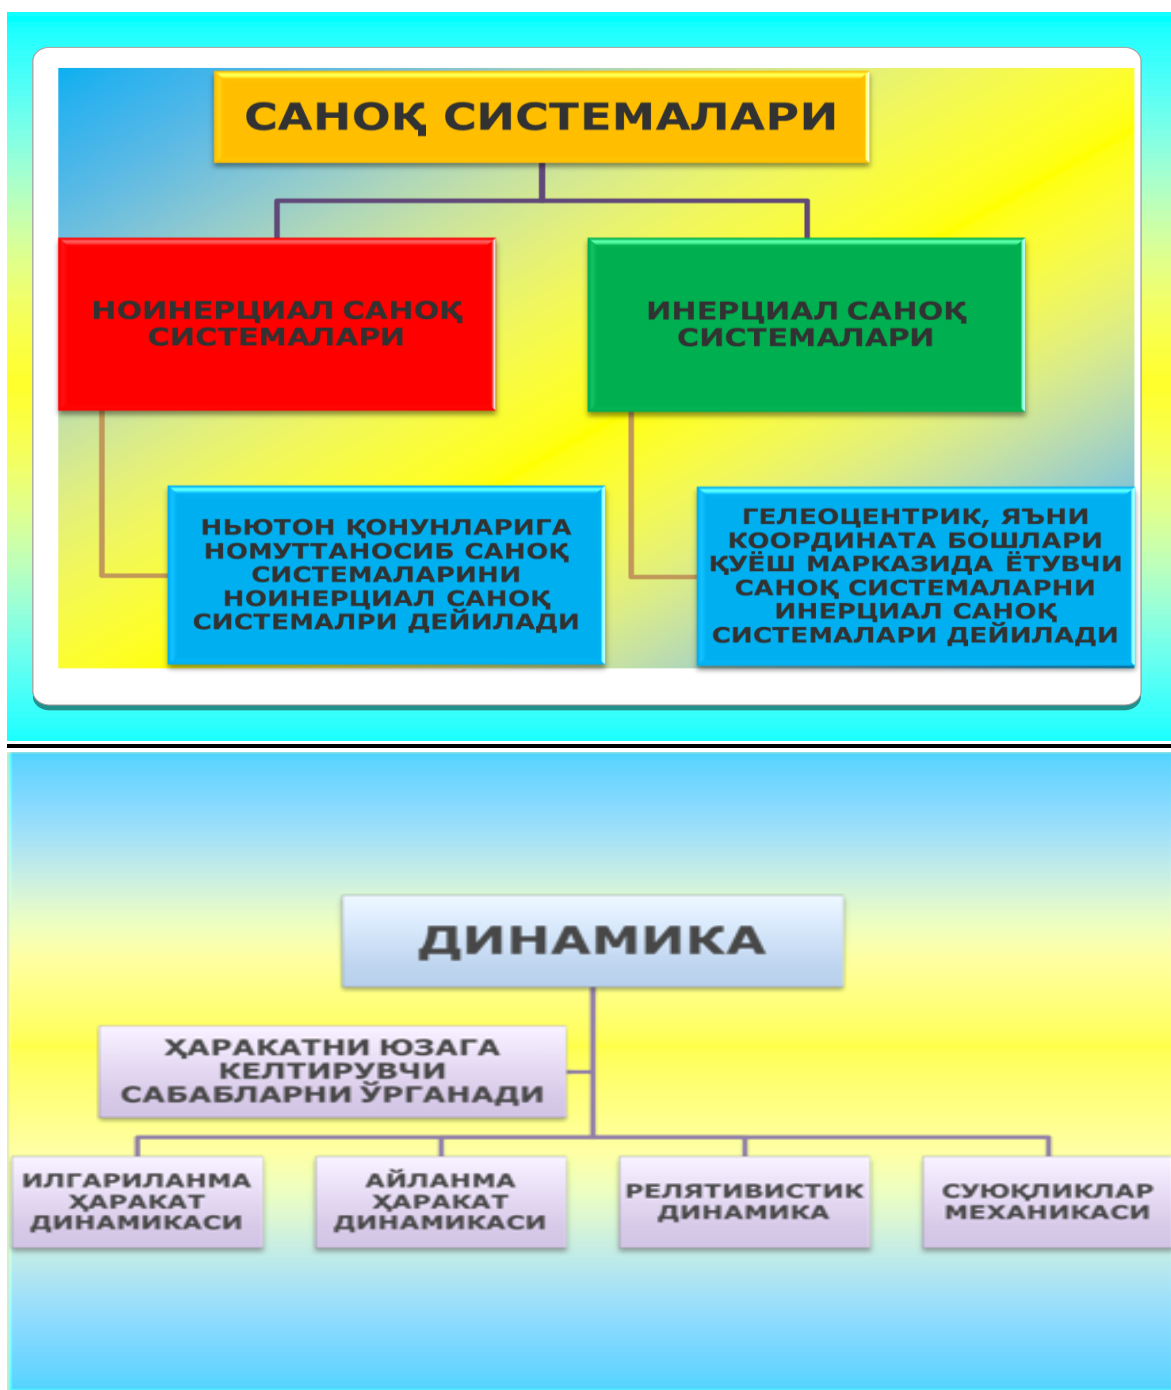 САНОҚ СИСТЕМАЛАРИ
НОИНЕРЦИАЛ САНОҚ
СИСТЕМАЛАРИ
ИНЕРЦИАЛ САНОҚ
СИСТЕМАЛАРИ
НЬЮТОН ҚОНУНЛАРИГА
НОМУТТАНОСИБ САНОҚ
СИСТЕМАЛАРИНИ
НОИНЕРЦИАЛ САНОҚ
СИСТЕМАЛРИ ДЕЙИЛАДИ
ГЕЛЕОЦЕНТРИК, ЯЪНИ
КООРДИНАТА БОШЛАРИ
ҚУЁШ МАРКАЗИДА ЁТУВЧИ
САНОҚ СИСТЕМАЛАРНИ
ИНЕРЦИАЛ САНОҚ
СИСТЕМАЛАРИ ДЕЙИЛАДИ
ДИНАМИКА
ҲАРАКАТНИ ЮЗАГА
КЕЛТИРУВЧИ
САБАБЛАРНИ ЎРГАНАДИ
ИЛГАРИЛАНМА
ҲАРАКАТ
ДИНАМИКАСИ
АЙЛАНМА
ҲАРАКАТ
ДИНАМИКАСИ
РЕЛЯТИВИСТИК
ДИНАМИКА
СУЮҚЛИКЛАР
МЕХАНИКАСИ